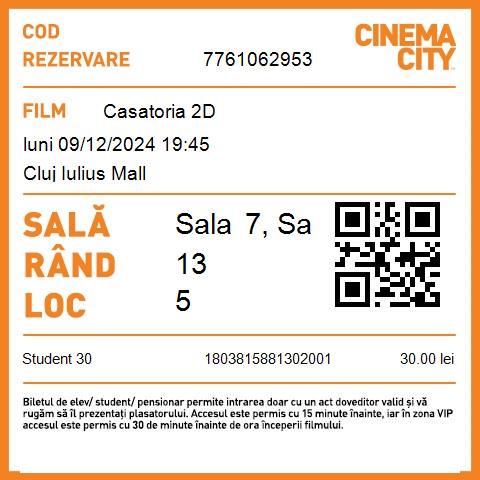 COD
REZERVARE 7761062953
CINEMA
CITY
FILM Casatoria 2D
luni 09/12/2024 19:45
Cluj Iulius Mall
SALĂ Sala 7, Sa
RÂND 13
LOC 5
Student 30 1803815881302001 30.00 lei
Biletul de elev/ student/ pensionar permite intrarea doar cu un act doveditor valid și vă
rugăm să îl prezentați plasatorului. Accesul este permis cu 15 minute înainte, iar în zona VIP
accesul este permis cu 30 de minute înainte de ora începerii filmului.